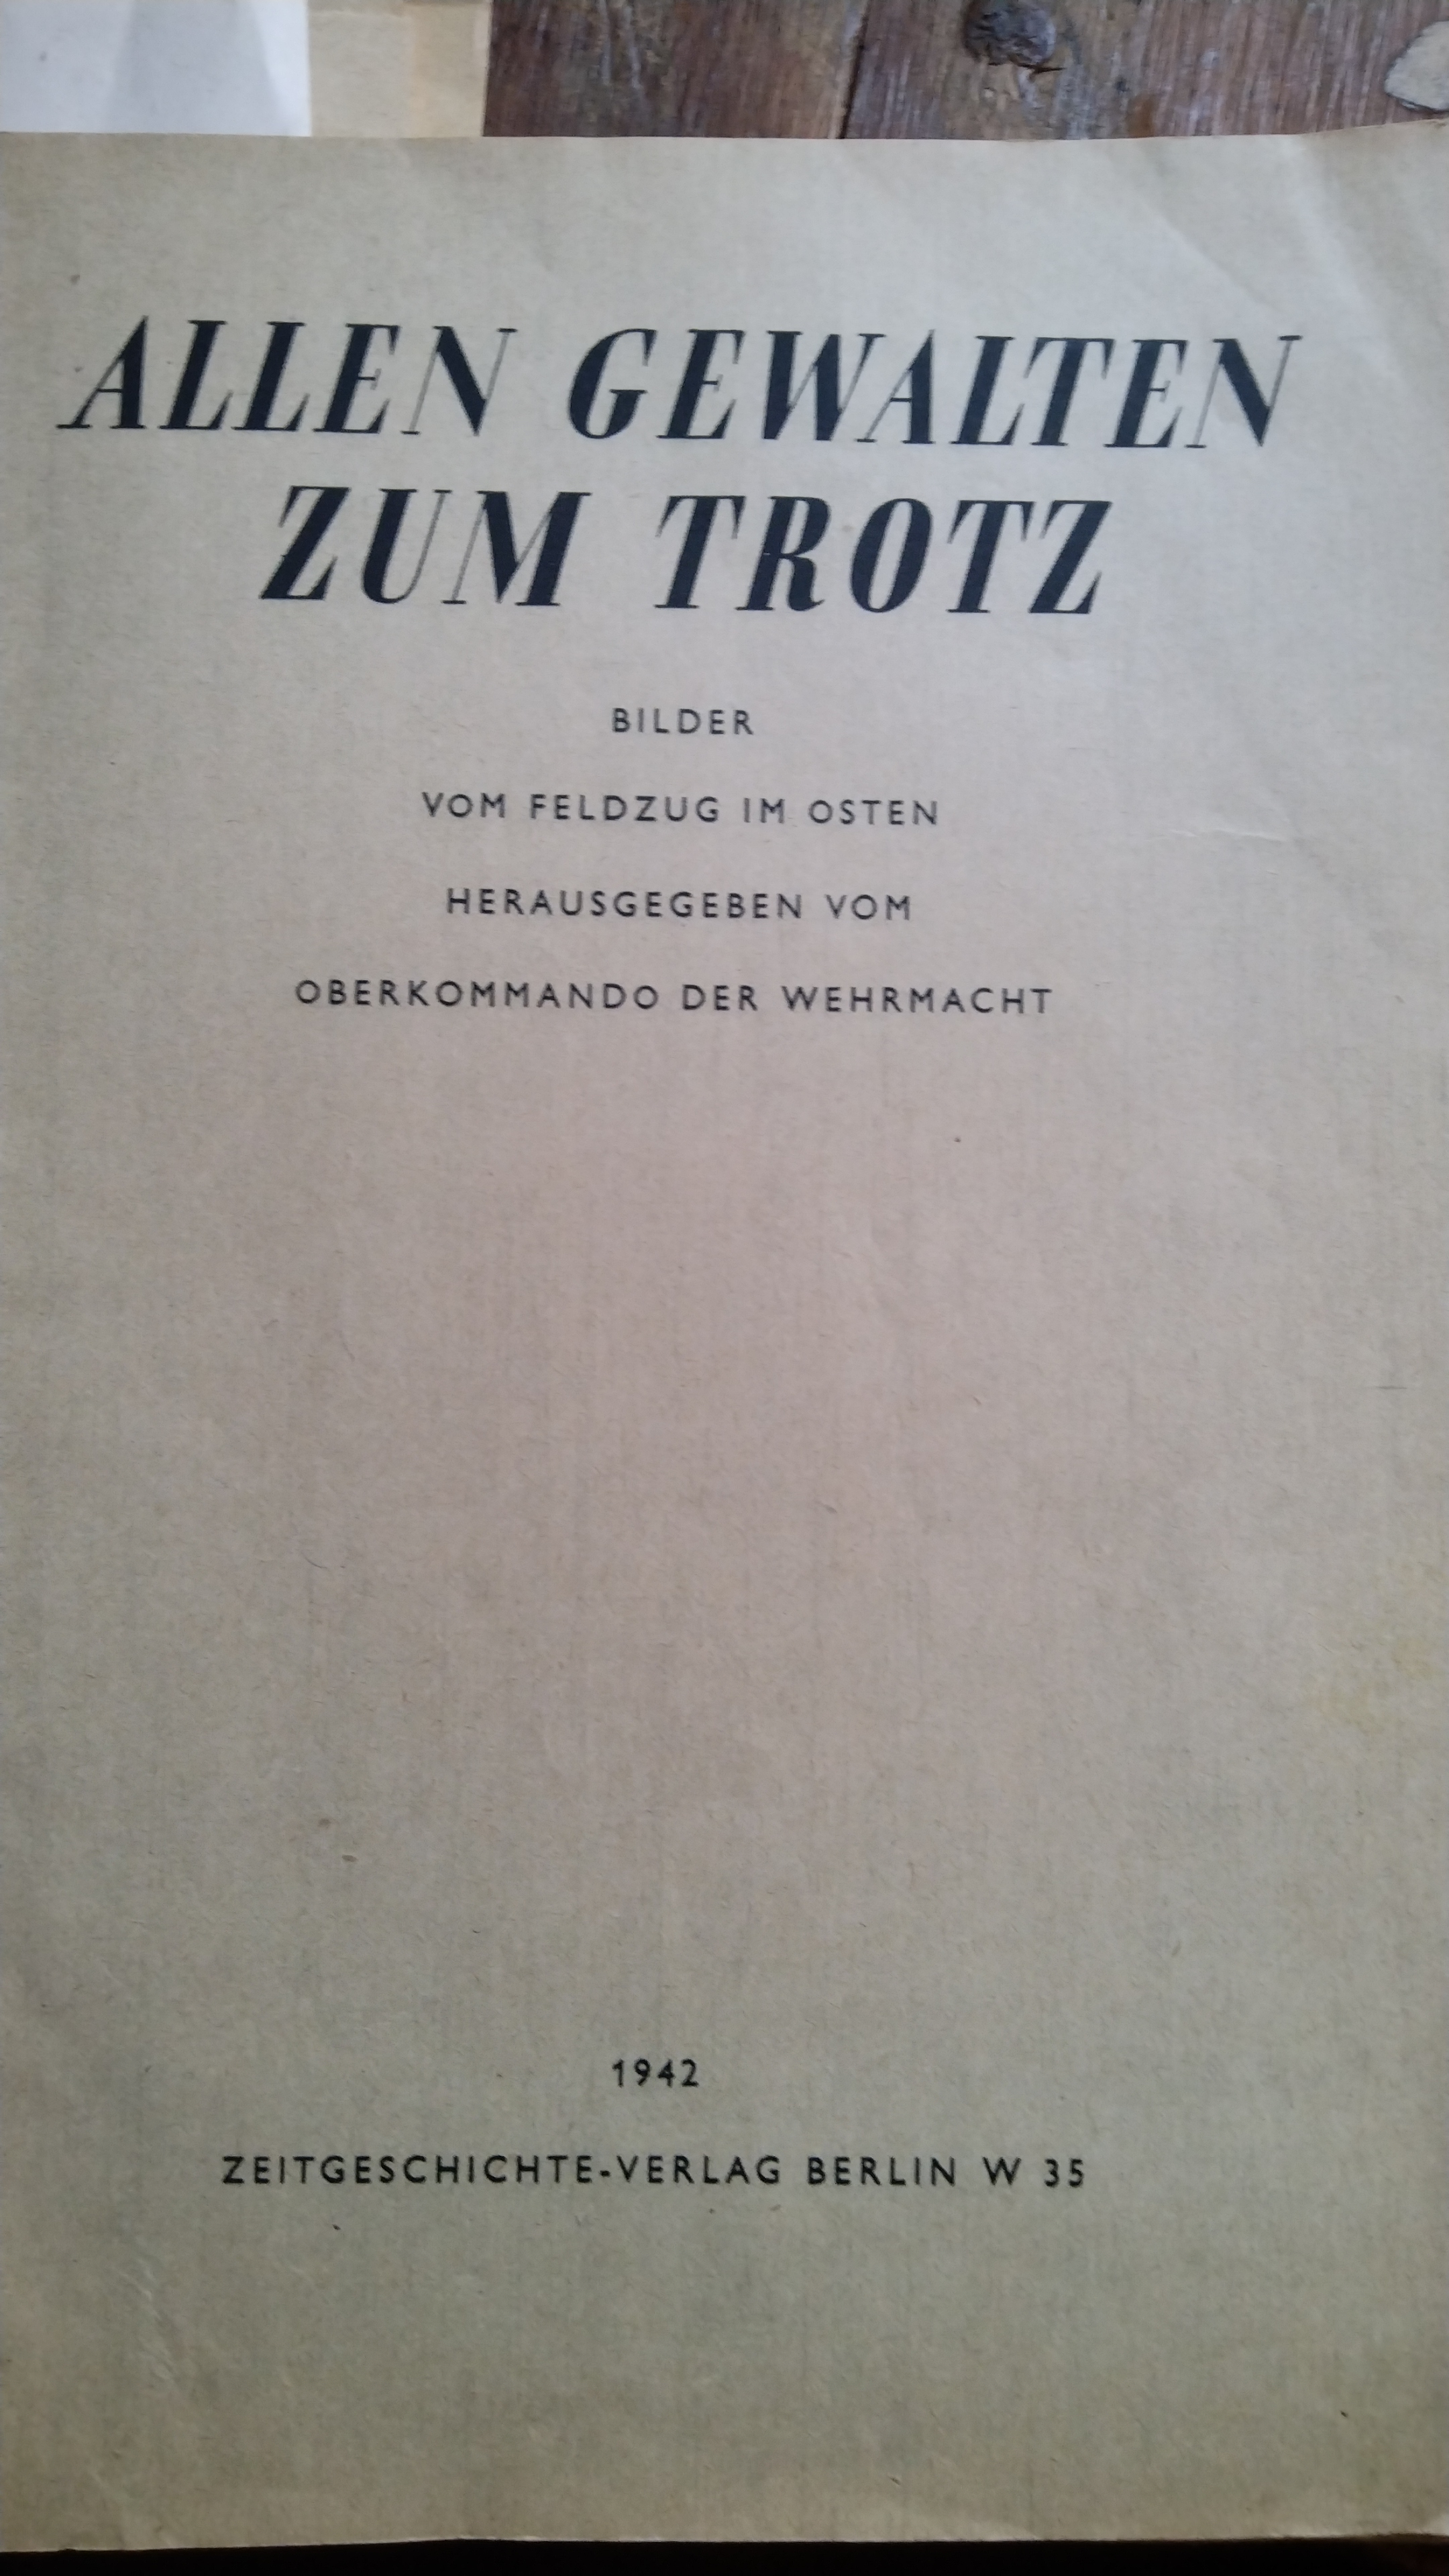 ALLEN GEWALTEN
ZUM TROTZ
BILDER
VOM FELDZUG IM OSTEN
HERAUSGEGEBEN VOM
OBERKOMMANDO DER WEHRMACHT
1942
ZEITGESCHICHTE-VERLAG BERLIN W 35